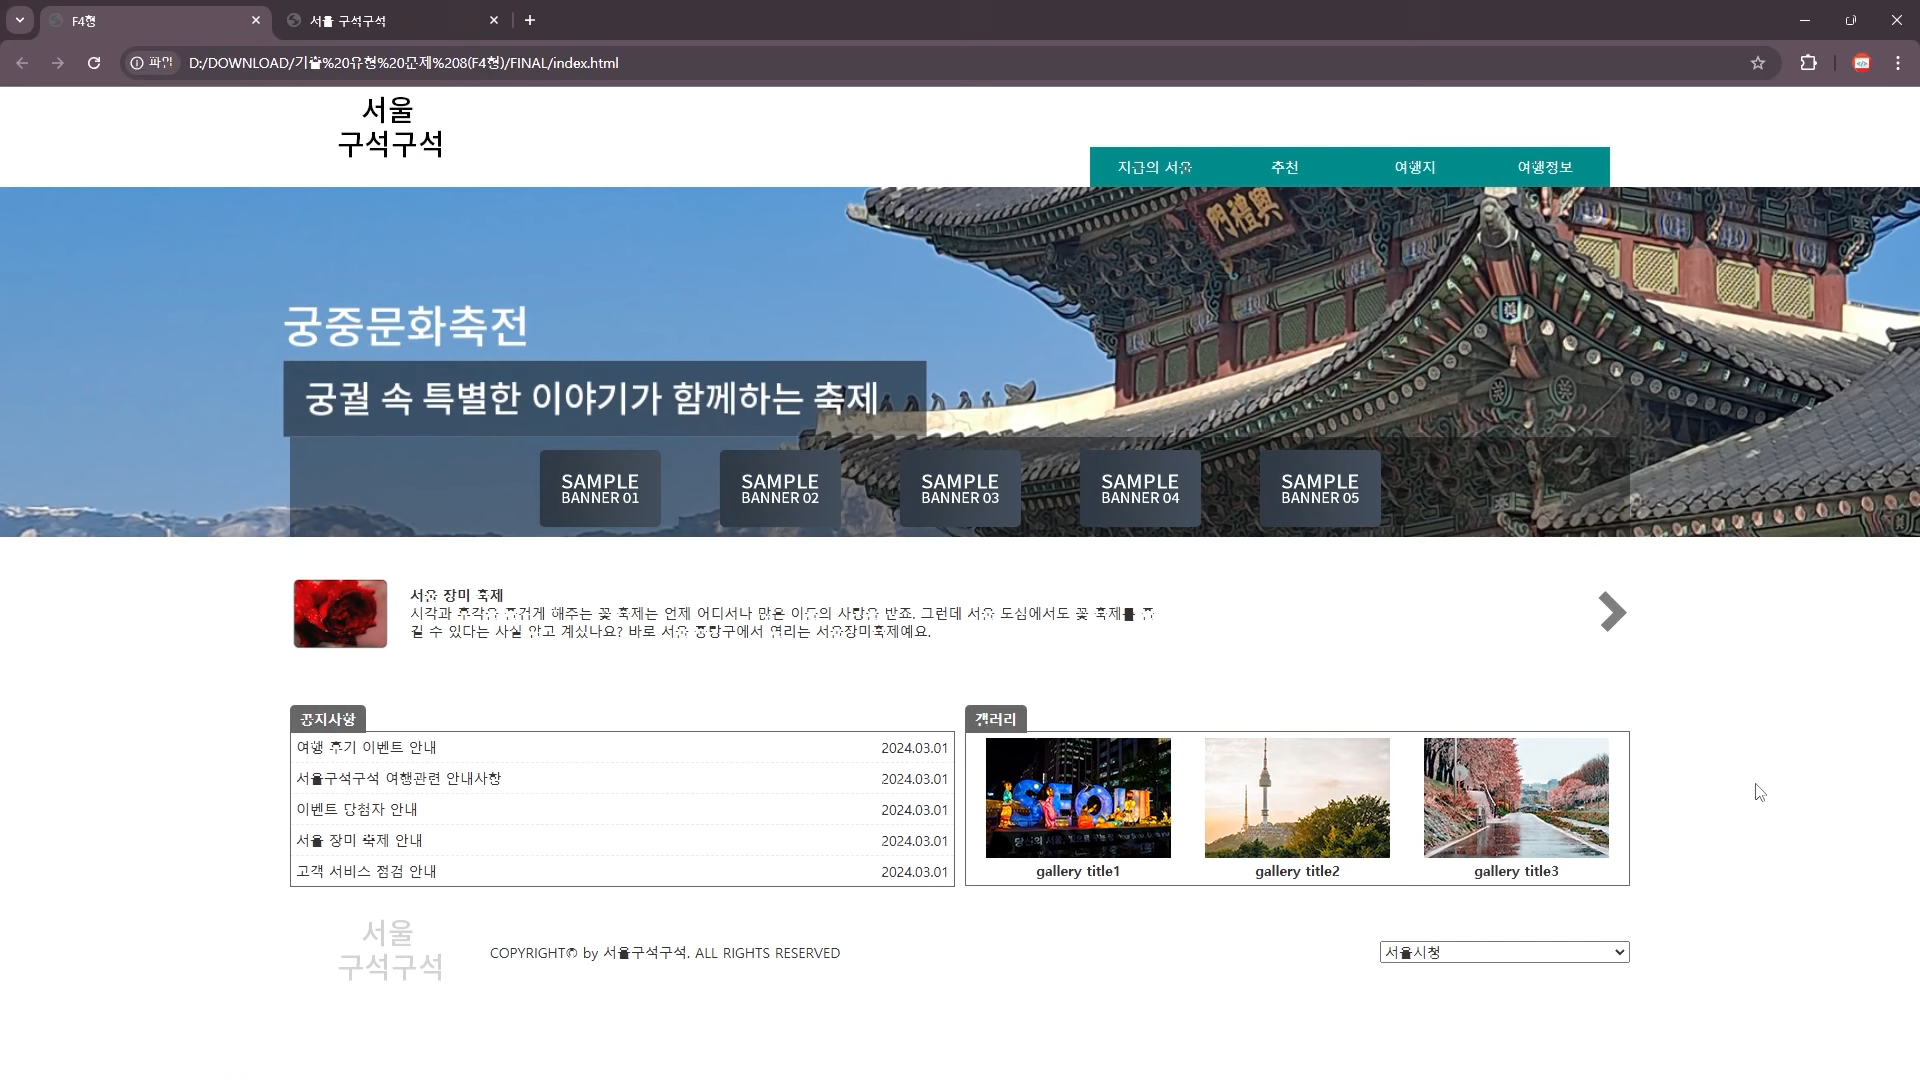 F4형
서울 구석구석
파일
D:/DOWNLOAD/기출%20유형%20문제%208(F4형)/FINAL/index.html
서울
구석구석
지금의 서울
추천
여행지
여행정보
門禮興
궁중문화축전
궁궐 속 특별한 이야기가 함께하는 축제
SAMPLE
BANNER 01
SAMPLE
BANNER 02
SAMPLE
BANNER 03
SAMPLE
BANNER 04
SAMPLE
BANNER 05
서울 장미 축제
시각과 후각을 즐겁게 해주는 꽃 축제는 언제 어디서나 많은 이들의 사랑을 받죠. 그런데 서울 도심에서도 꽃 축제를 즐
길 수 있다는 사실 알고 계셨나요? 바로 서울 중랑구에서 열리는 서울장미축제예요.
공지사항
여행 후기 이벤트 안내 2024.03.01
서울구석구석 여행관련 안내사항 2024.03.01
이벤트 당첨자 안내 2024.03.01
서울 장미 축제 안내 2024.03.01
고객 서비스 점검 안내 2024.03.01
갤러리
SEOUL
gallery title1
gallery title2
gallery title3
서울
구석구석
COPYRIGHT© by 서울구석구석. ALL RIGHTS RESERVED
서울시청